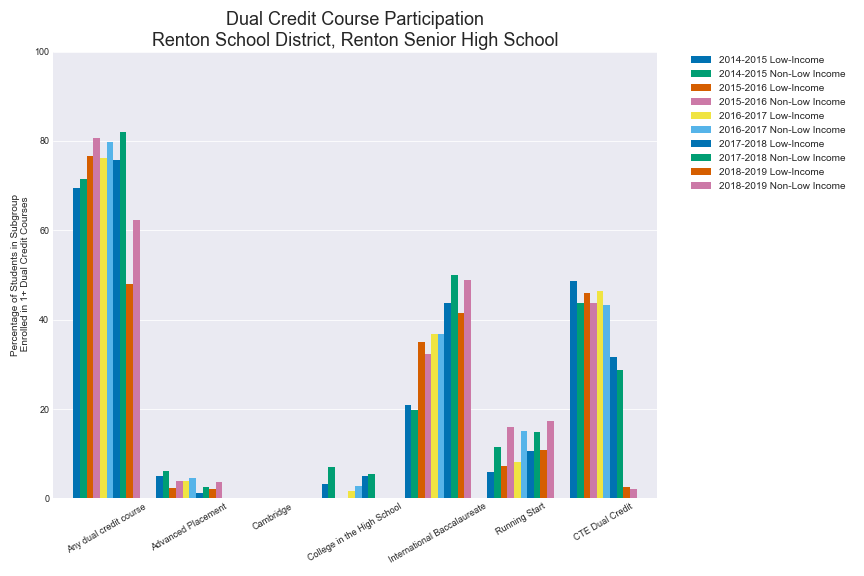 Dual Credit Course Participation
Renton School District, Renton Senior High School
Percentage of Students in Subgroup
Enrolled in 1+ Dual Credit Courses
100
80
60
40
20
0
Any dual credit course
Advanced Placement
Cambridge
College in the High School
International Baccalaureate
Running Start
CTE Dual Credit
2014-2015 Low-Income
2014-2015 Non-Low Income
2015-2016 Low-Income
2015-2016 Non-Low Income
2016-2017 Low-Income
2016-2017 Non-Low Income
2017-2018 Low-Income
2017-2018 Non-Low Income
2018-2019 Low-Income
2018-2019 Non-Low Income